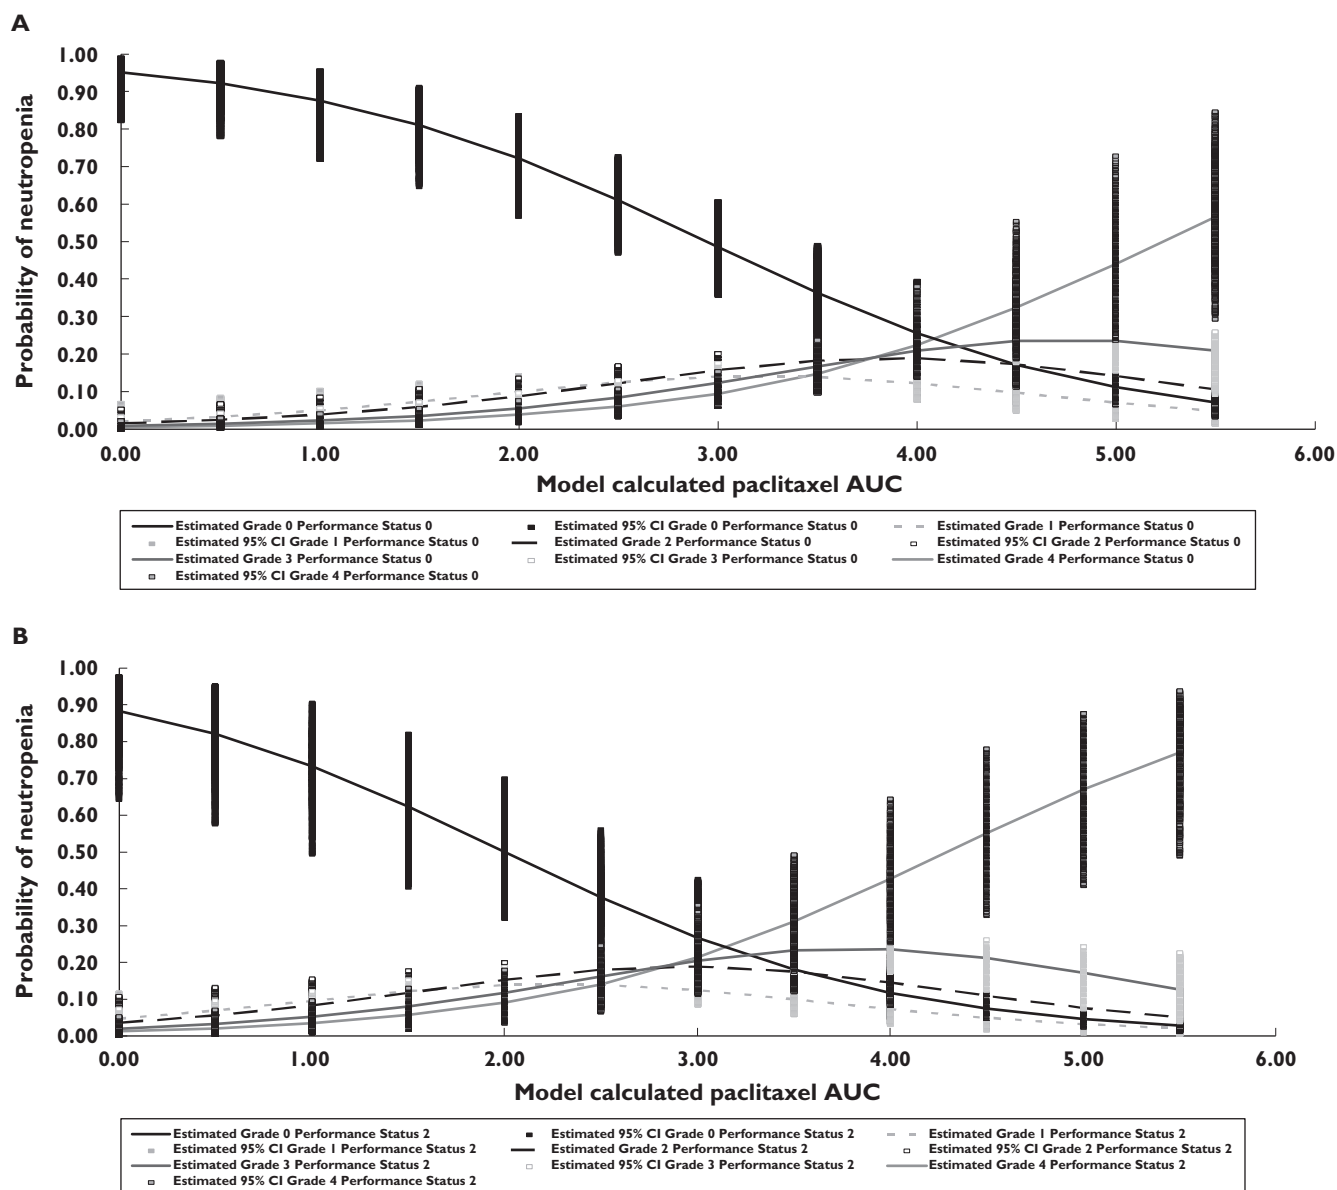 A
1.00
0.90
0.80
0.70
0.60
0.50
0.40
0.30
0.20
0.10
0.00
Probability of neutropenia
0.00 1.00 2.00 3.00 4.00 5.00 6.00
Model calculated paclitaxel AUC
Estimated Grade 0 Performance Status 0 Estimated 95% CI Grade 0 Performance Status 0 Estimated Grade 1 Performance Status 0
Estimated 95% CI Grade 1 Performance Status 0 Estimated Grade 2 Performance Status 0 Estimated 95% CI Grade 2 Performance Status 0
Estimated Grade 3 Performance Status 0 Estimated 95% CI Grade 3 Performance Status 0 Estimated Grade 4 Performance Status 0
Estimated 95% CI Grade 4 Performance Status 0
B
1.00
0.90
0.80
0.70
0.60
0.50
0.40
0.30
0.20
0.10
0.00
Probability of neutropenia
0.00 1.00 2.00 3.00 4.00 5.00 6.00
Model calculated paclitaxel AUC
Estimated Grade 0 Performance Status 2 Estimated 95% CI Grade 0 Performance Status 2 Estimated Grade 1 Performance Status 2
Estimated 95% CI Grade 1 Performance Status 2 Estimated Grade 2 Performance Status 2 Estimated 95% CI Grade 2 Performance Status 2
Estimated Grade 3 Performance Status 2 Estimated 95% CI Grade 3 Performance Status 2 Estimated Grade 4 Performance Status 2
Estimated 95% CI Grade 4 Performance Status 2